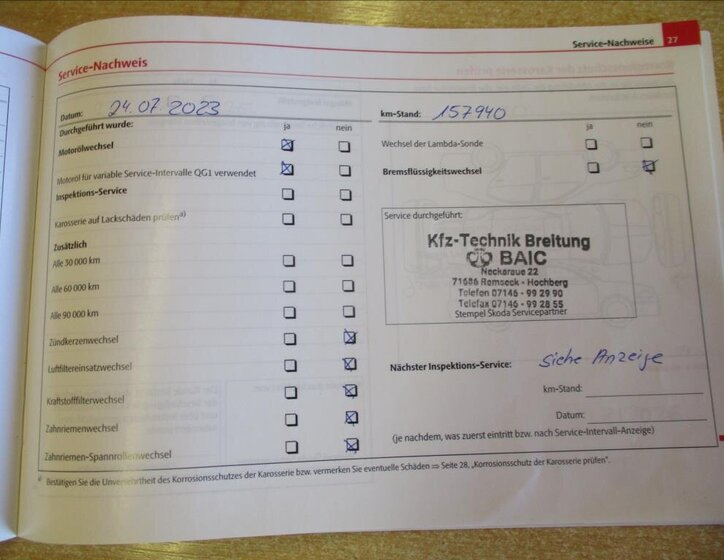 Service–Nachweise 27
Service–Nachweis
Datum: 24.07.2023
Durchgeführt wurde: ja nein
Motorölwechsel
Motoröl für variable Service-Intervalle QG1 verwendet
Inspektions–Service
Karosserie auf Lackschäden prüfen a)
Zusätzlich
Alle 30 000 km
Alle 60 000 km
Alle 90 000 km
Zündkerzenwechsel
Luftfiltereinsatzwechsel
Kraftstofffilterwechsel
Zahnriemenwechsel
Zahnriemen-Spannrollenwechsel
km-Stand: 157940
ja nein
Wechsel der Lambda-Sonde
Bremsflüssigkeitswechsel
Service durchgeführt:
Kfz-Technik Breitung
BAIC
22
71686 Remseck - Hochberg
Telefon 07146 - 99 29 90
Telefax 07146 - 99 28 55
Stempel Skoda Servicepartner
Nächster Inspektions–Service: Siehe Anzeige
km-Stand:
Datum:
(je nachdem, was zuerst eintritt bzw. nach Service-Intervall-Anzeige)
a) Bestätigen Sie die Unversehrtheit des Korrosionsschutzes der Karosserie bzw. vermerken Sie eventuelle Schäden ⇒ Seite 28, „Korrosionsschutz der Karosserie prüfen".